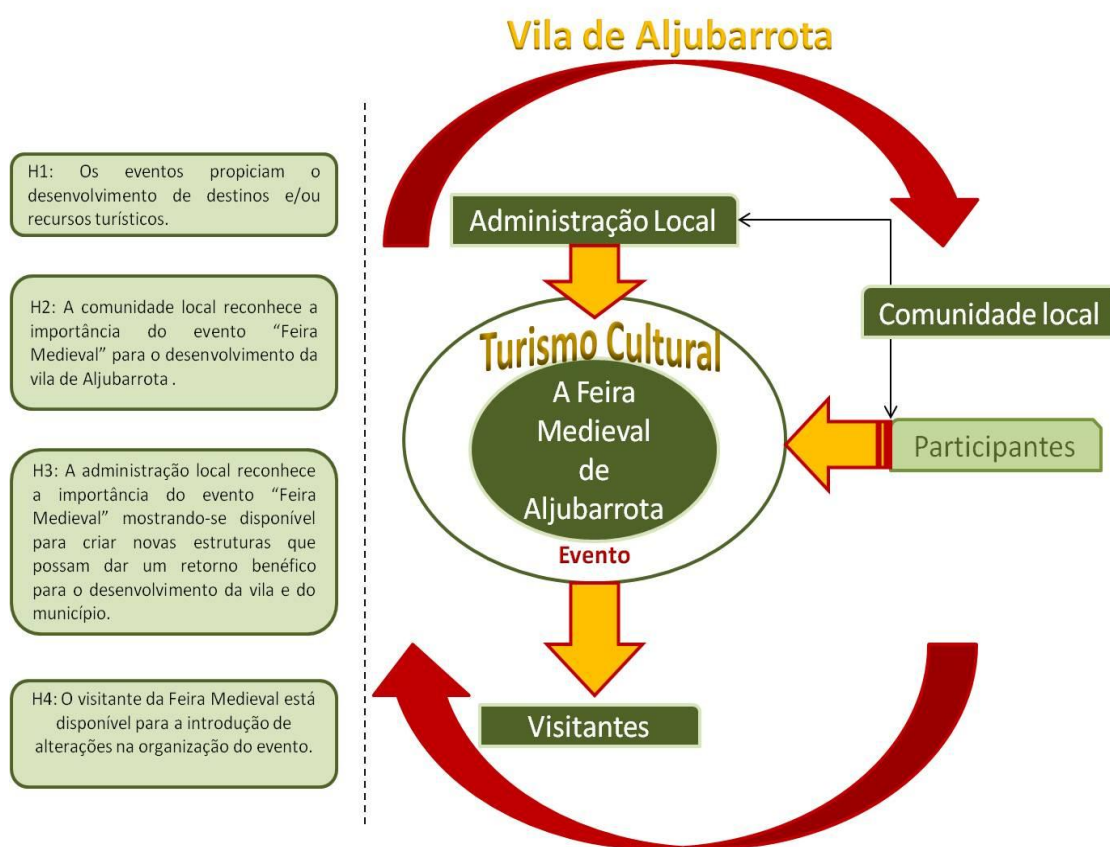 Vila de Aljubarrota
H1: Os eventos propiciam o
desenvolvimento de destinos e/ou
recursos turísticos.
H2: A comunidade local reconhece a
importância do evento “Feira
Medieval” para o desenvolvimento da
vila de Aljubarrota .
H3: A administração local reconhece
a importância do evento “Feira
Medieval” mostrando-se disponível
para criar novas estruturas que
possam dar um retorno benéfico
para o desenvolvimento da vila e do
município.
H4: O visitante da Feira Medieval está
disponível para a introdução de
alterações na organização do evento.
Administração Local
Comunidade local
Turismo Cultural
A Feira
Medieval
de
Aljubarrota
Evento
Participantes
Visitantes